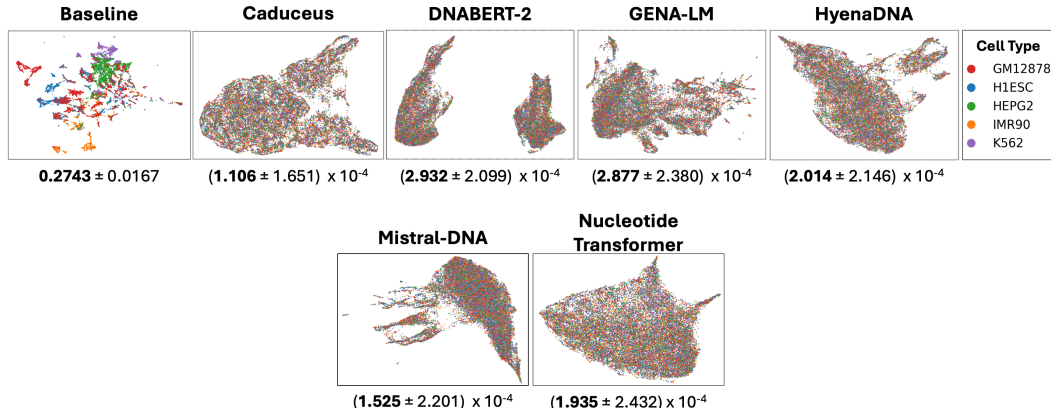 Baseline
Caduceus
DNABERT-2
GENA-LM
HyenaDNA
Cell Type
GM12878
H1ESC
HEPG2
IMR90
K562
0.2743 ± 0.0167
(1.106 ± 1.651) x 10-4
(2.932 ± 2.099) x 10-4
(2.877 ± 2.380) x 10-4
(2.014 ± 2.146) x 10-4
Mistral-DNA
Nucleotide
Transformer
(1.525 ± 2.201) x 10-4
(1.935 ± 2.432) x 10-4